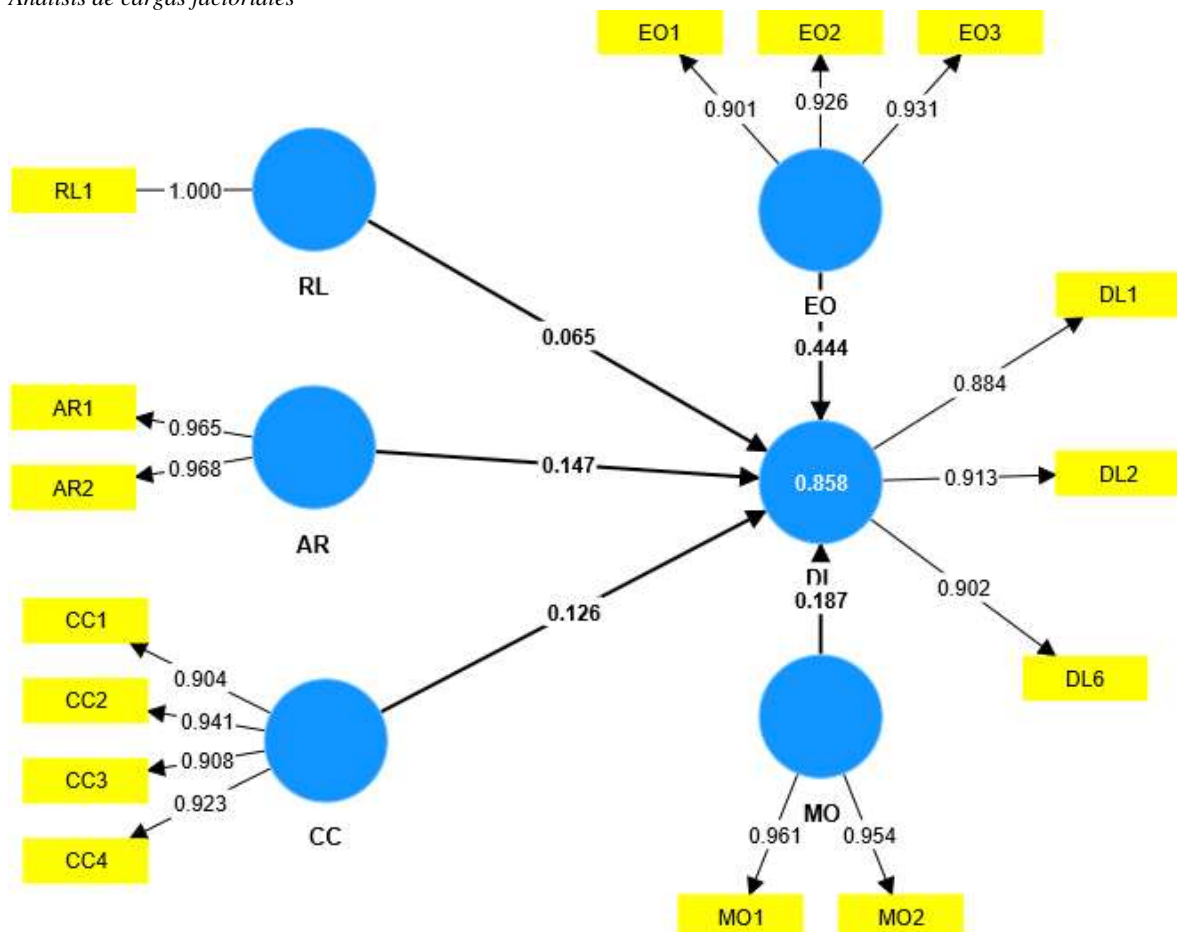 Análisis de cargas factoriales
EO1 EO2 EO3
0.901 0.926 0.931
RL1 1.000
RL
EO
0.065
0.444
DL1
0.884
AR1
0.965
AR2
0.968
AR
0.147
0.858
0.913
DL2
0.187
0.902
DL6
CC1
0.904
CC2
0.941
CC3
0.908
CC4
0.923
CC
0.126
MO
0.961 0.954
MO1 MO2